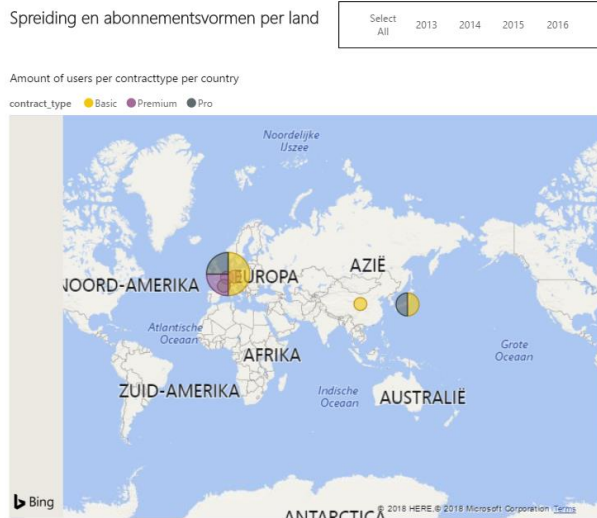 Spreiding en abonnementsvormen per land
Select All 2013 2014 2015 2016
Amount of users per contracttype per country
contract_type Basic Premium Pro
Noordelijke
IJszee
NOORD-AMERIKA
EUROPA
AZIË
Atlantische
Oceaan
AFRIKA
Grote
Oceaan
ZUID-AMERIKA
Indische
Oceaan
AUSTRALIË
Bing
ANTARCTICA
© 2018 HERE, © 2018 Microsoft Corporation Terms